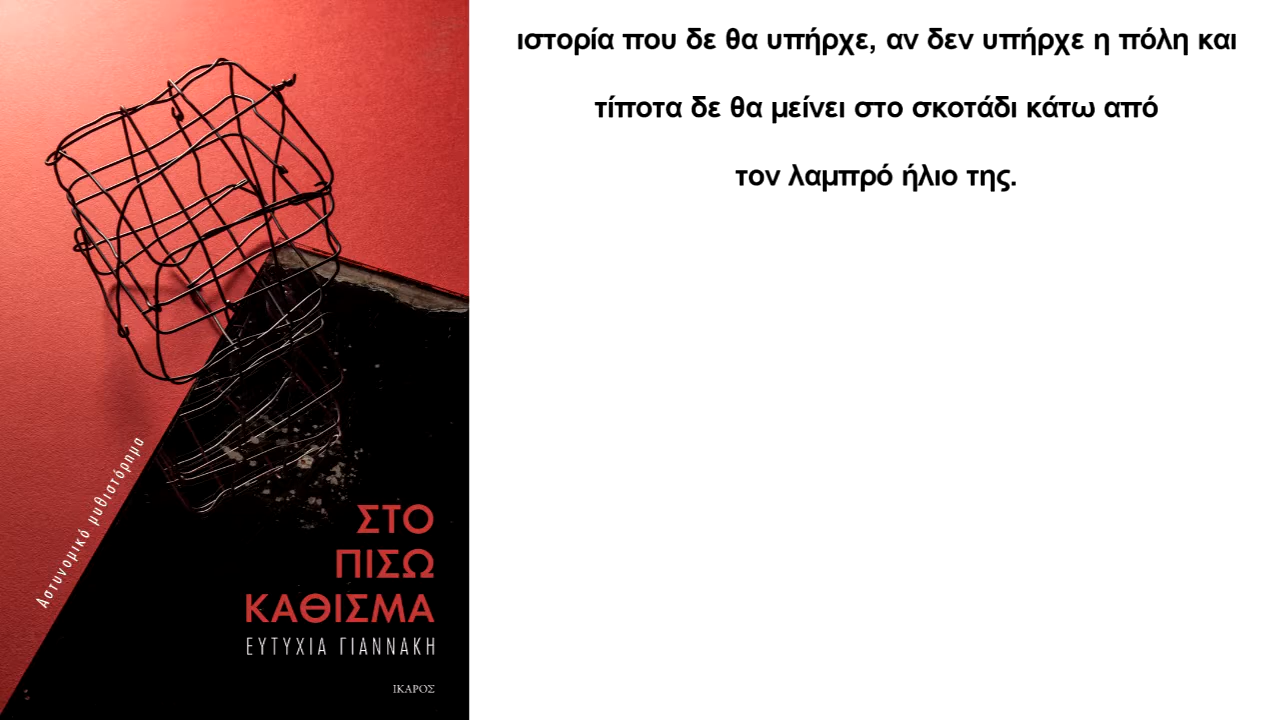 ιστορία που δε θα υπήρχε, αν δεν υπήρχε η πόλη και
τίποτα δε θα μείνει στο σκοτάδι κάτω από
τον λαμπρό ήλιο της.
Αστυνομικό μυθιστόρημα
ΣΤΟ
ΠΙΣΩ
ΚΑΘΙΣΜΑ
ΕΥΤΥΧΙΑ ΓΙΑΝΝΑΚΗ
ΙΚΑΡΟΣ